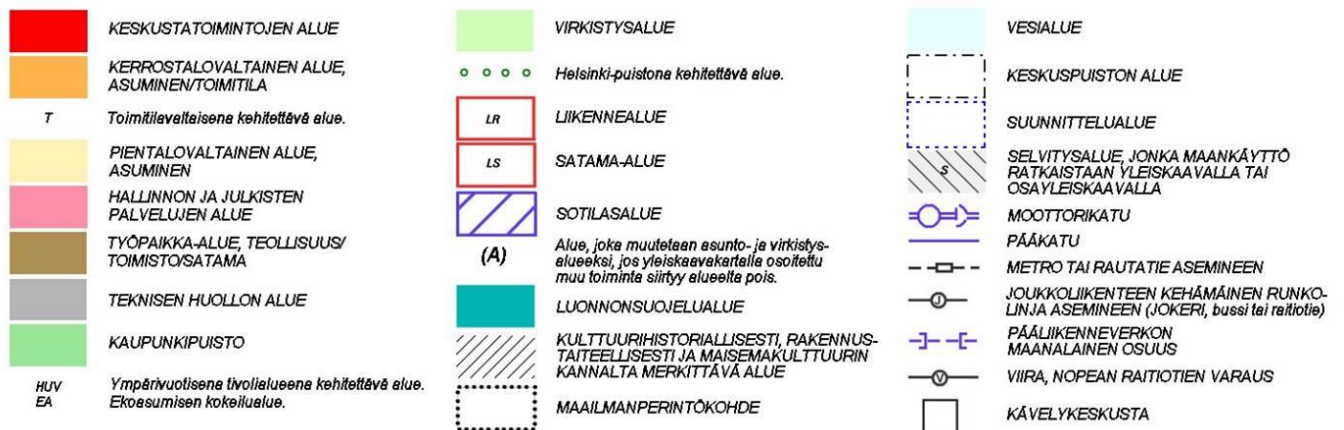 KESKUSTATOIMINTOJEN ALUE
KERROSTALOVALTAINEN ALUE,
ASUMINEN/TOIMITILA
T Toimitilavaltaisena kehitettävä alue.
PIENTALOVALTAINEN ALUE,
ASUMINEN
HALLINNON JA JULKISTEN
PALVELUJEN ALUE
TYÖPAIKKA-ALUE, TEOLLISUUS/
TOIMISTO/SATAMA
TEKNISEN HUOLLON ALUE
KAUPUNKIPUISTO
HUV Ympärivuotisena tivolialueena kehitettävä alue.
EA Ekoasumisen kokeilualue.
VIRKISTYSALUE
Helsinki-puistona kehitettävä alue.
LR LIIKENNEALUE
LS SATAMA-ALUE
SOTILASALUE
(A) Alue, joka muutetaan asunto- ja virkistys-
alueeksi, jos yleiskaavakartalla osoitettu
muu toiminta siirtyy alueelta pois.
LUONNONSUOJELUALUE
KULTTUURIHISTORIALLISESTI, RAKENNUS-
TAITEELLISESTI JA MAISEMAKULTTUURIN
KANNALTA MERKITTÄVÄ ALUE
MAAILMANPERINTÖKOHDE
VESIALUE
KESKUSPUISTON ALUE
SUUNNITTELUALUE
S SELVITYSALUE, JONKA MAANKÄYTTÖ
RATKAISTAAN YLEISKAAVALLA TAI
OSAYLEISKAAVALLA
MOOTTORIKATU
PÄÄKATU
METRO TAI RAUTATIE ASEMINEEN
J JOUKKOLIIKENTEEN KEHÄMÄINEN RUNKO-
LINJA ASEMINEEN (JOKERI, bussi tai raitiotie)
PÄÄLIIKENNEVERKON
MAANALAINEN OSUUS
V VIIRA, NOPEAN RAITIOTIEN VARAUS
KÄVELYKESKUSTA